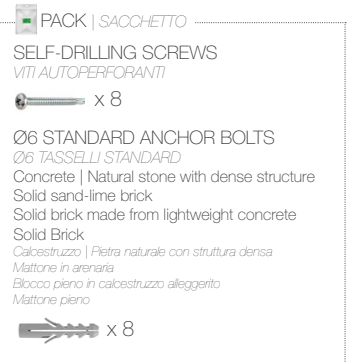 PACK | SACCHETTO
SELF-DRILLING SCREWS
VITI AUTOPERFORANTI
x 8
Ø6 STANDARD ANCHOR BOLTS
Ø6 TASSELLI STANDARD
Concrete | Natural stone with dense structure
Solid sand-lime brick
Solid brick made from lightweight concrete
Solid Brick
Calcestruzzo | Pietra naturale con struttura densa
Mattone in arenaria
Blocco pieno in calcestruzzo alleggerito
Mattone pieno
x 8